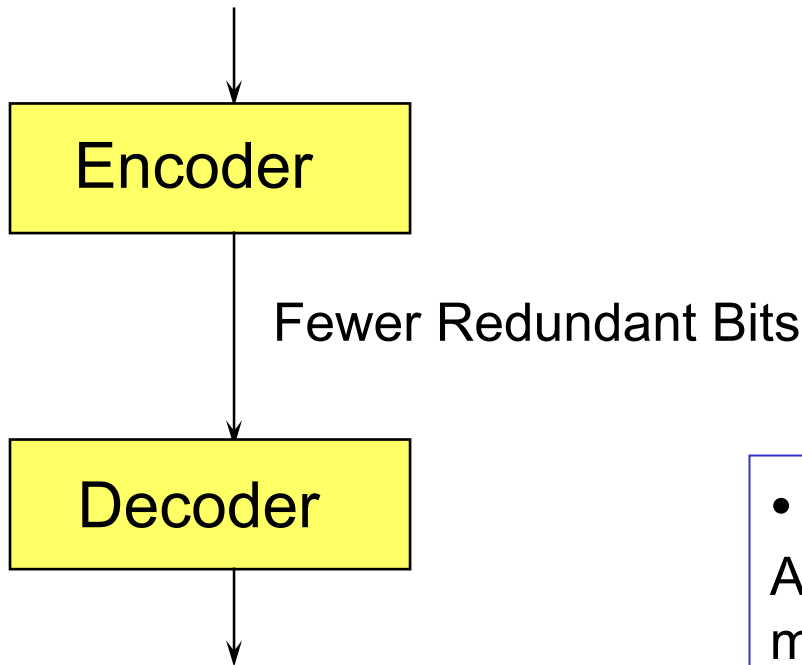 Encoder
Fewer Redundant Bits
Decoder
•
A
m